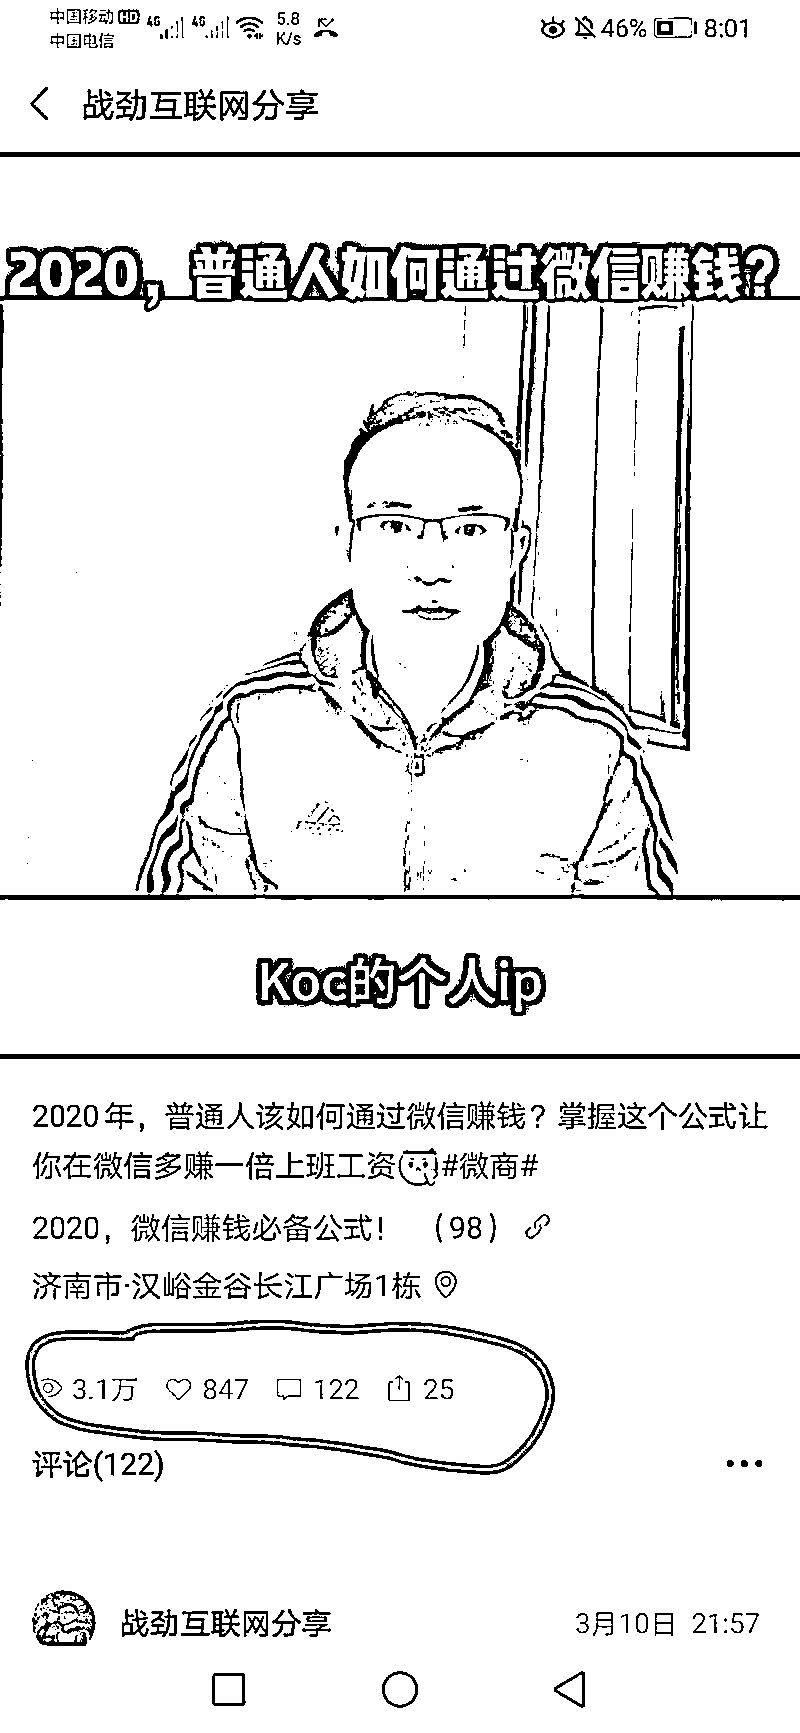 中国移动 HD 4G 4G 5.8 K/s 46% 8:01
中国电信
战劲互联网分享
2020，普通人如何通过微信赚钱？
Koc的个人ip
2020年，普通人该如何通过微信赚钱？掌握这个公式让
你在微信多赚一倍上班工资#微商#
2020，微信赚钱必备公式！（98）
济南市·汉峪金谷长江广场1栋
3.1万 847 122 25
评论(122)
战劲互联网分享 3月10日 21:57